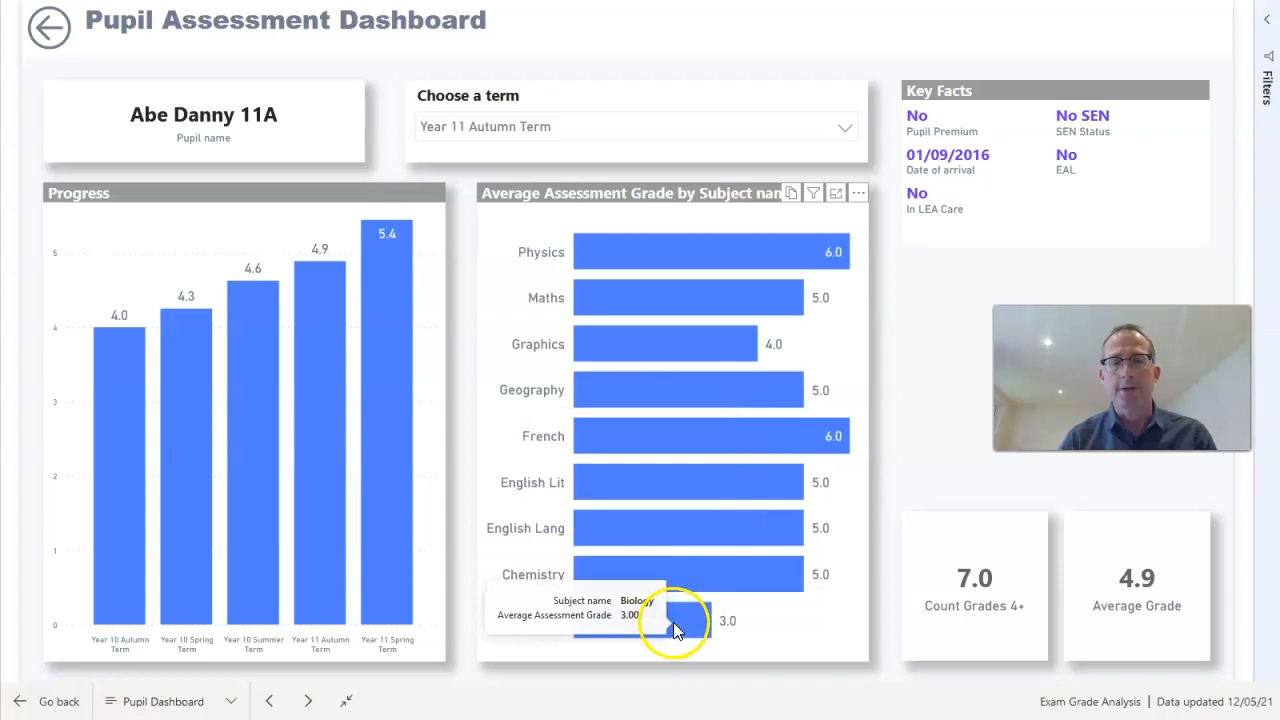 Pupil Assessment Dashboard
Abe Danny 11A
Pupil name
Choose a term
Year 11 Autumn Term
Key Facts
No
Pupil Premium
No SEN
SEN Status
01/09/2016
Date of arrival
No
EAL
No
In LEA Care
Filters
Progress
5
4
3
2
1
0
4.0
4.3
4.6
4.9
5.4
Year 10 Autumn
Term
Year 10 Spring
Term
Year 10 Summer
Term
Year 11 Autumn
Term
Year 11 Spring
Term
Average Assessment Grade by Subject nam
Physics 6.0
Maths 5.0
Graphics 4.0
Geography 5.0
French 6.0
English Lit 5.0
English Lang 5.0
Chemistry 5.0
3.0
Subject name Biology
Average Assessment Grade 3.00
7.0
Count Grades 4+
4.9
Average Grade
Go back
Pupil Dashboard
Exam Grade Analysis | Data updated 12/05/21